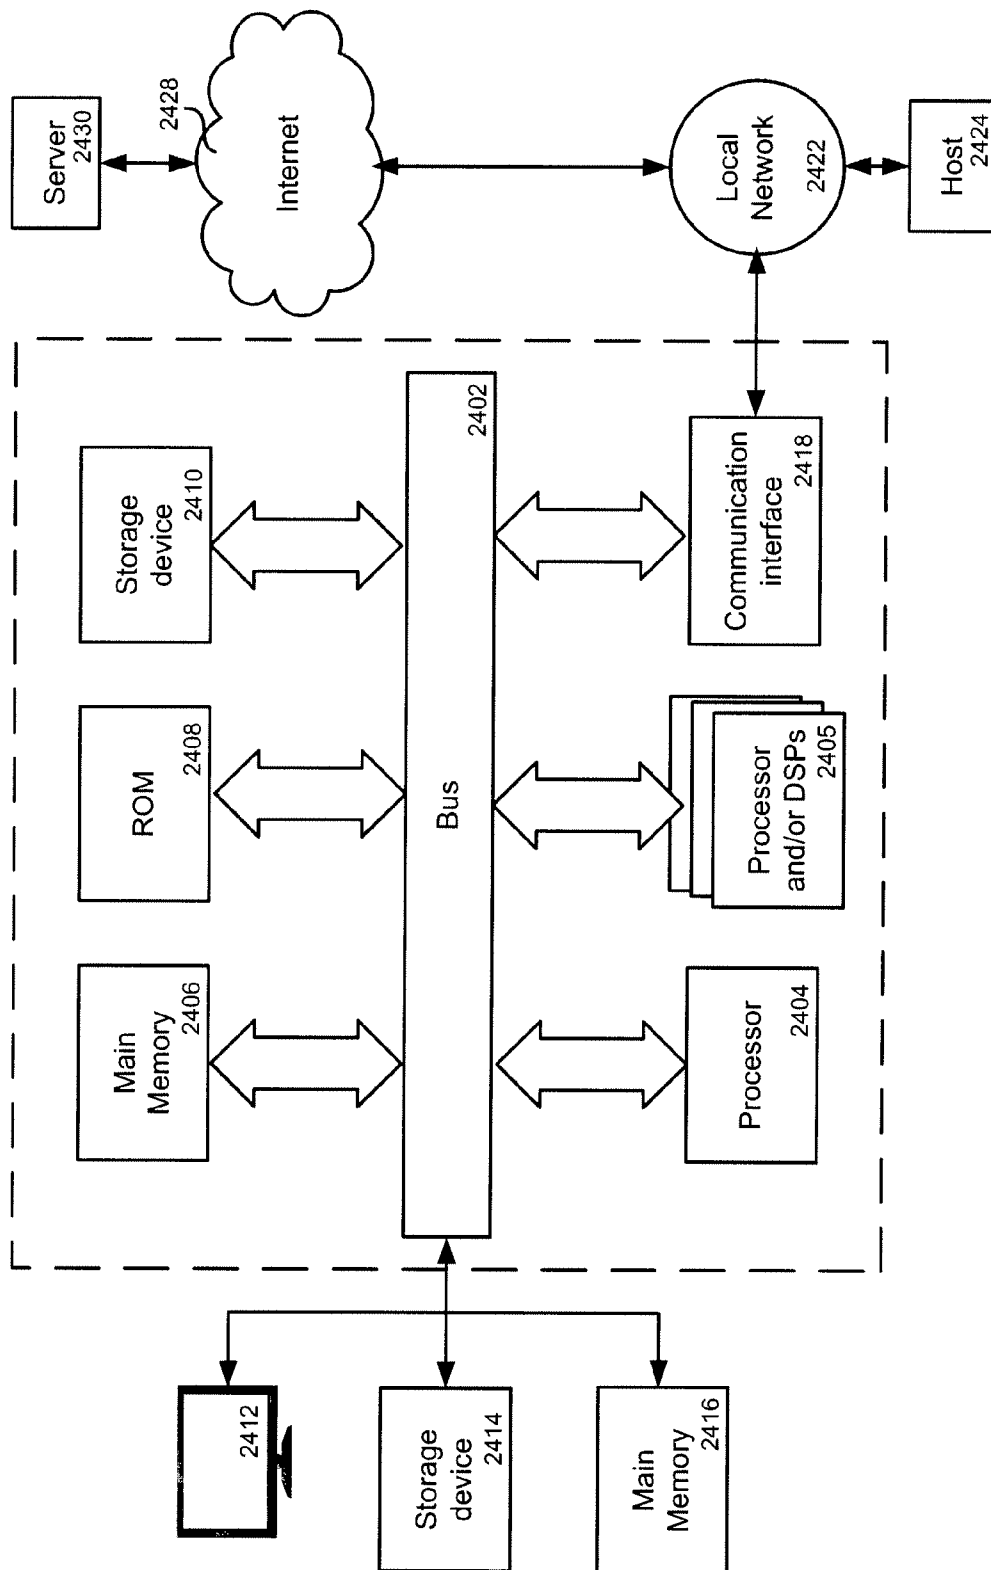 2412
Storage
device
2414
Main
Memory
2416
Main
Memory
2406
ROM
2408
Storage
device
2410
Bus
2402
Processor
2404
Processor
and/or DSPs
2405
Communication
interface
2418
Server
2430
2428
Internet
Local
Network
2422
Host
2424